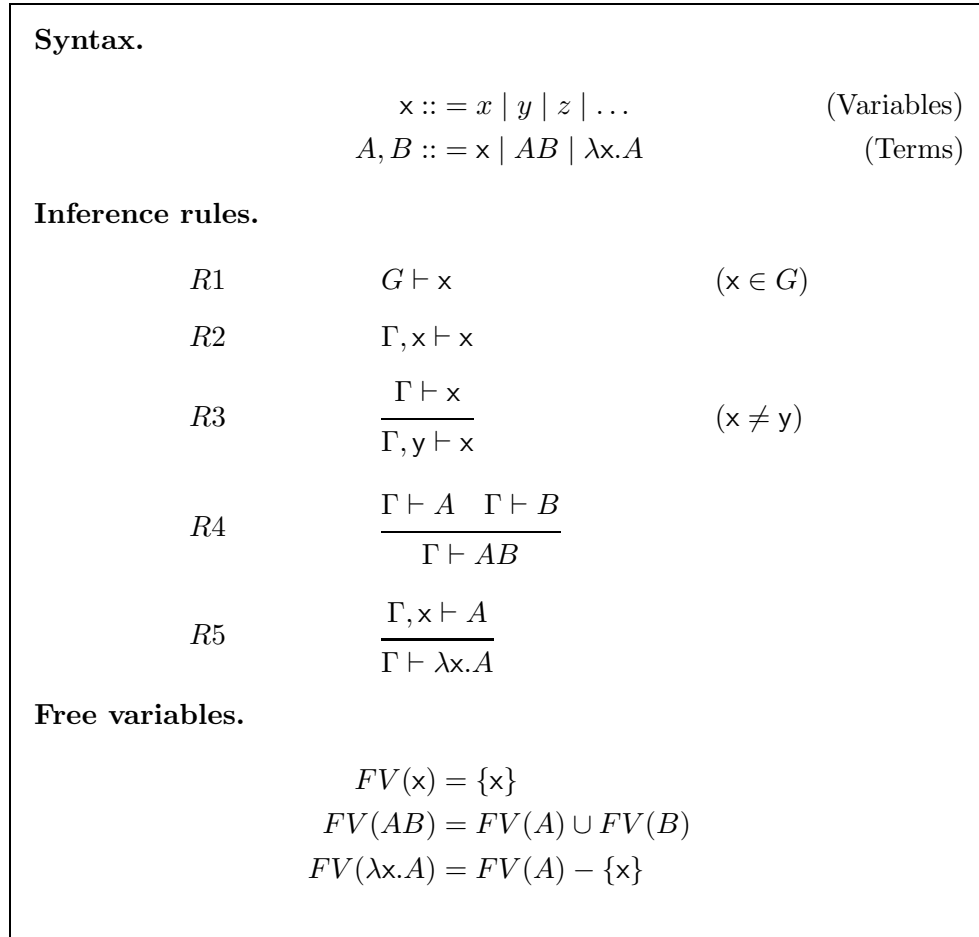 Syntax.
x :: = x | y | z | . . . (Variables)
A, B :: = x | AB | λx.A (Terms)
Inference rules.
R1 G ⊢ x (x ∈ G)
R2 Γ, x ⊢ x
Γ ⊢ x
R3 (x ≠ y)
Γ, y ⊢ x
Γ ⊢ A Γ ⊢ B
R4
Γ ⊢ AB
Γ, x ⊢ A
R5
Γ ⊢ λx.A
Free variables.
FV(x) = {x}
FV(AB) = FV(A) ∪ FV(B)
FV(λx.A) = FV(A) − {x}